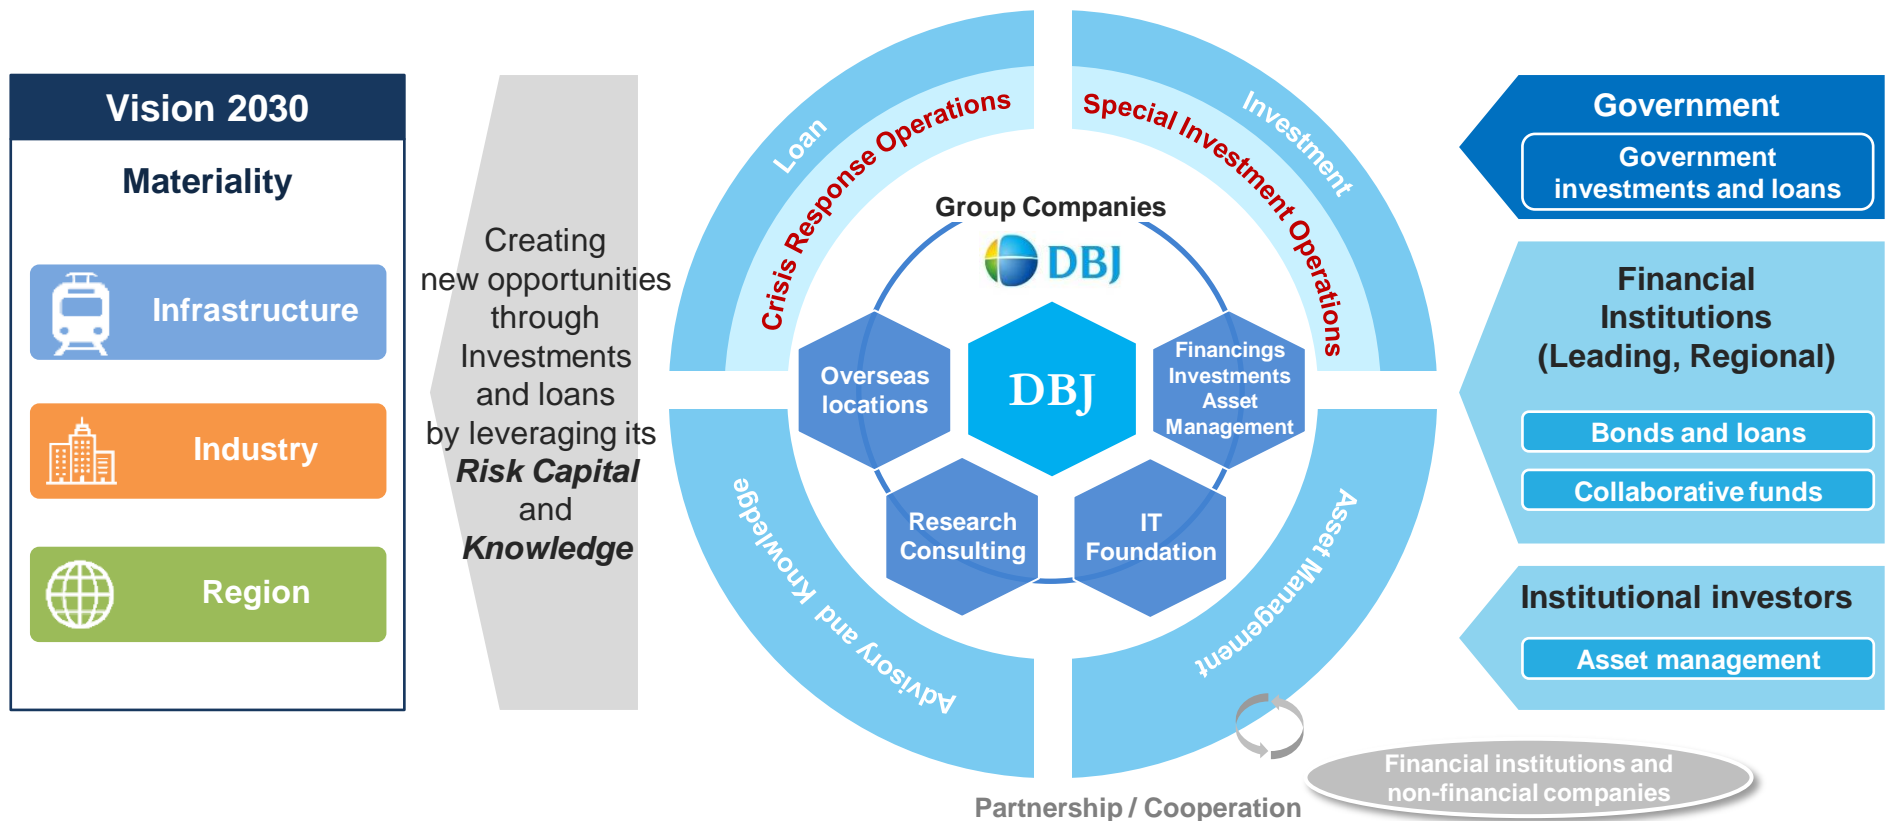 Vision 2030
Materiality
Infrastructure
Industry
Region
Creating
new opportunities
through
Investments
and loans
by leveraging its
Risk Capital
and
Knowledge
Loan
Crisis Response Operations
Investment
Special Investment Operations
Advisory and Knowledge
Asset Management
Group Companies
DBJ
DBJ
Overseas
locations
Financings
Investments
Asset
Management
Research
Consulting
IT
Foundation
Partnership / Cooperation
Financial institutions and
non-financial companies
Government
Government
investments and loans
Financial
Institutions
(Leading, Regional)
Bonds and loans
Collaborative funds
Institutional investors
Asset management